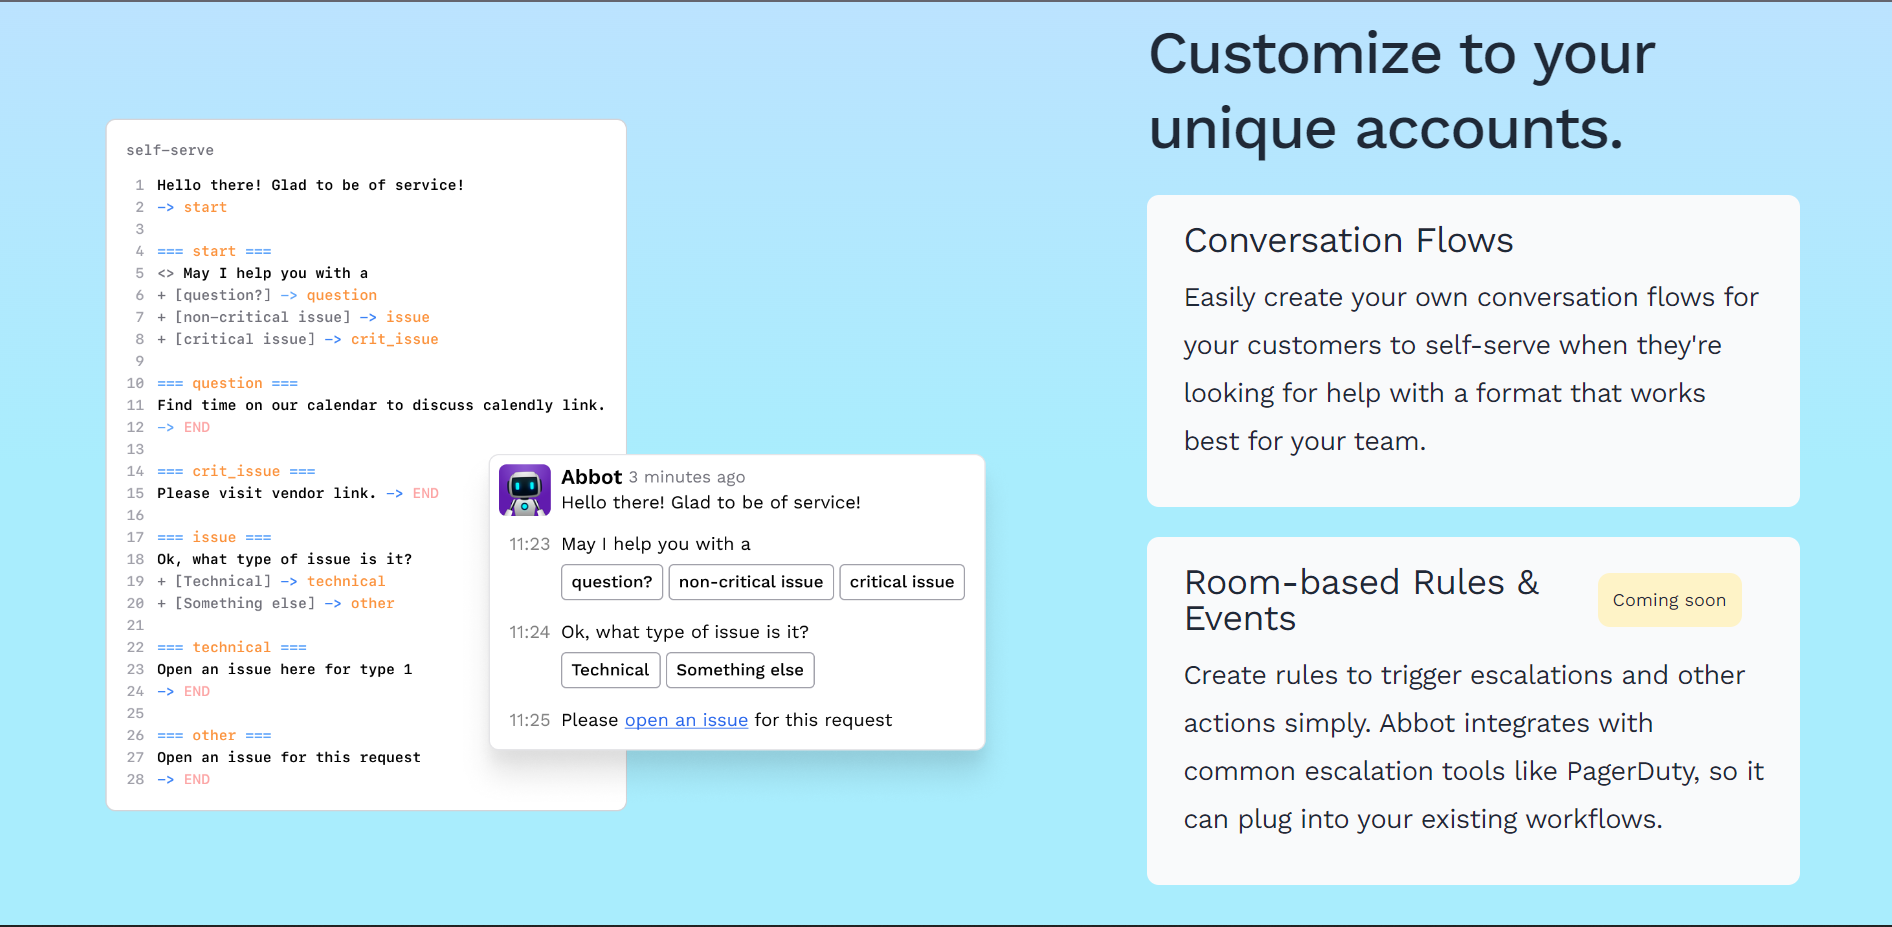 self-serve
1 Hello there! Glad to be of service!
2 -> start
3
4 === start ===
5 <> May I help you with a
6 + [question?] -> question
7 + [non-critical issue] -> issue
8 + [critical issue] -> crit_issue
9
10 === question ===
11 Find time on our calendar to discuss calendly link.
12 -> END
13
14 === crit_issue ===
15 Please visit vendor link. -> END
16
17 === issue ===
18 Ok, what type of issue is it?
19 + [Technical] -> technical
20 + [Something else] -> other
21
22 === technical ===
23 Open an issue here for type 1
24 -> END
25
26 === other ===
27 Open an issue for this request
28 -> END
Abbot 3 minutes ago
Hello there! Glad to be of service!
11:23 May I help you with a
question? non-critical issue critical issue
11:24 Ok, what type of issue is it?
Technical Something else
11:25 Please open an issue for this request
Customize to your
unique accounts.
Conversation Flows
Easily create your own conversation flows for
your customers to self-serve when they're
looking for help with a format that works
best for your team.
Room-based Rules &
Events
Coming soon
Create rules to trigger escalations and other
actions simply. Abbot integrates with
common escalation tools like PagerDuty, so it
can plug into your existing workflows.